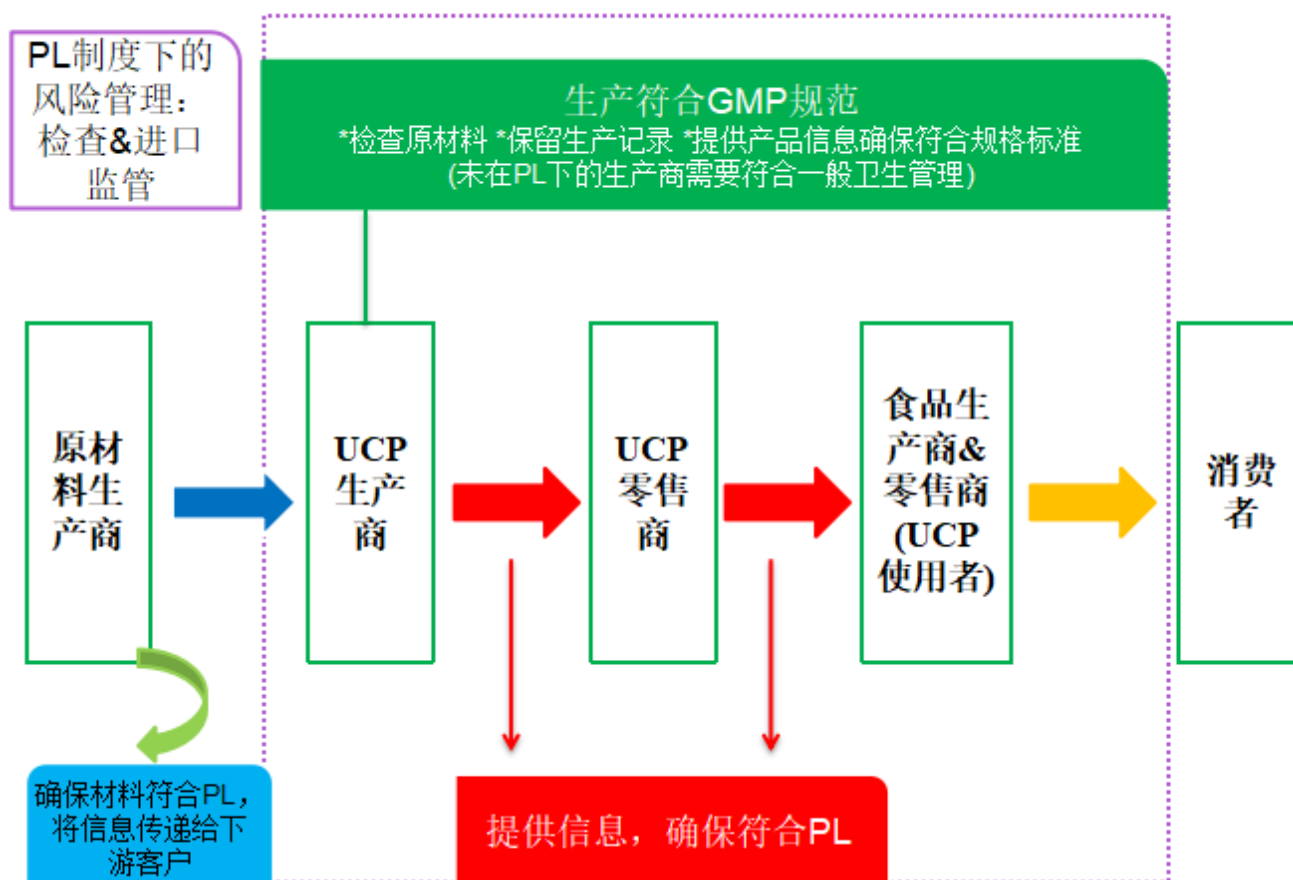 PL制度下的
风险管理：
检查&进口
监管
生产符合GMP规范
*检查原材料 *保留生产记录 *提供产品信息确保符合规格标准
(未在PL下的生产商需要符合一般卫生管理)
原材
料生
产商
UCP
生产
商
UCP
零售
商
食品生
产商&
零售商
(UCP
使用者)
消费
者
确保材料符合PL，
将信息传递给下
游客户
提供信息，确保符合PL